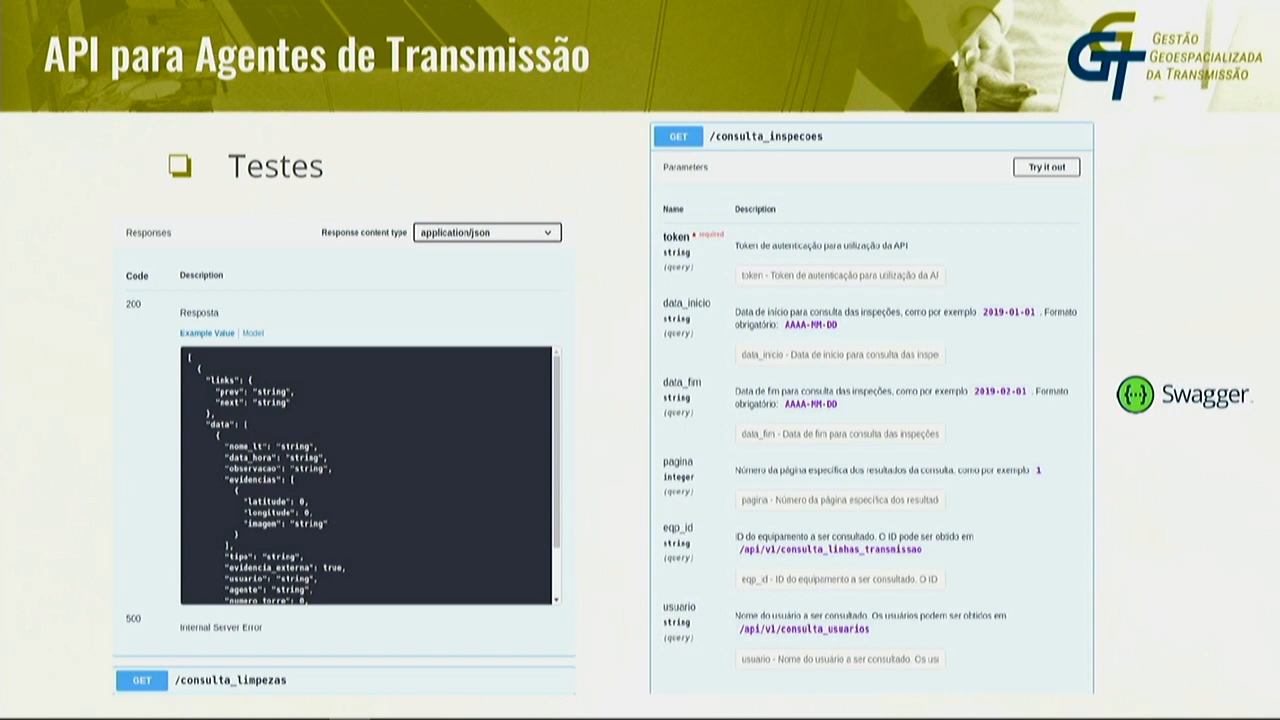 API para Agentes de Transmissão
GT
GESTÃO
GEOESPACIALIZADA
DA TRANSMISSÃO
Testes
Responses
Response content type
application/json
Code
Description
200
Resposta
Example Value | Model
[
{
"links": {
"prev": "string",
"next": "string"
},
"data": [
{
"nome_lt": "string",
"data_hora": "string",
"observacao": "string",
"evidencias": [
{
"latitude": 0,
"longitude": 0,
"imagem": "string"
}
],
"tipo": "string",
"evidencia_externa": true,
"usuario": "string",
"agente": "string",
"numero_torre": 0,
500
Internal Server Error
GET /consulta_limpezas
GET /consulta_inspecoes
Parameters
Try it out
Name
Description
token * required
string
(query)
Token de autenticação para utilização da API
token - Token de autenticação para utilização da AI
data_inicio
string
(query)
Data de início para consulta das inspeções, como por exemplo 2019-01-01 . Formato
obrigatório: AAAA-MM-DD
data_inicio - Data de início para consulta das inspe
data_fim
string
(query)
Data de fim para consulta das inspeções, como por exemplo 2019-02-01 . Formato
obrigatório: AAAA-MM-DD
data_fim - Data de fim para consulta das inspeções
pagina
integer
(query)
Número da página específica dos resultados da consulta, como por exemplo 1
pagina - Número da página específica dos resultad
eqp_id
string
(query)
ID do equipamento a ser consultado. O ID pode ser obtido em
/api/v1/consulta_linhas_transmissao
eqp_id - ID do equipamento a ser consultado. O ID
usuario
string
(query)
Nome do usuário a ser consultado. Os usuários podem ser obtidos em
/api/v1/consulta_usuarios
usuario - Nome do usuário a ser consultado. Os usi
{···} Swagger